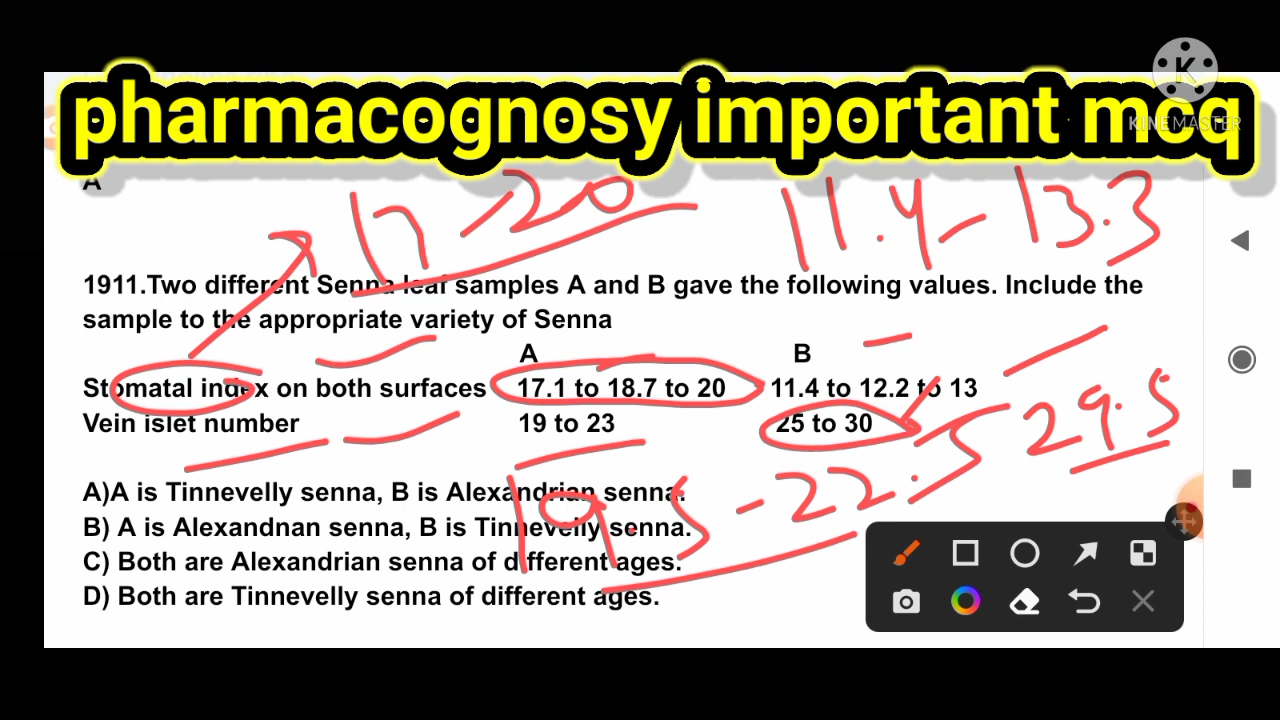 pharmacognosy important mcq
KINEMASTER
A
17-20
11.4-13.3
1911.Two different Senna leaf samples A and B gave the following values. Include the
sample to the appropriate variety of Senna
A B
Stomatal index on both surfaces 17.1 to 18.7 to 20 11.4 to 12.2 to 13
Vein islet number 19 to 23 25 to 30
29.5
19.5-22.5
A)A is Tinnevelly senna, B is Alexandrian senna.
B) A is Alexandnan senna, B is Tinnevelly senna.
C) Both are Alexandrian senna of different ages.
D) Both are Tinnevelly senna of different ages.